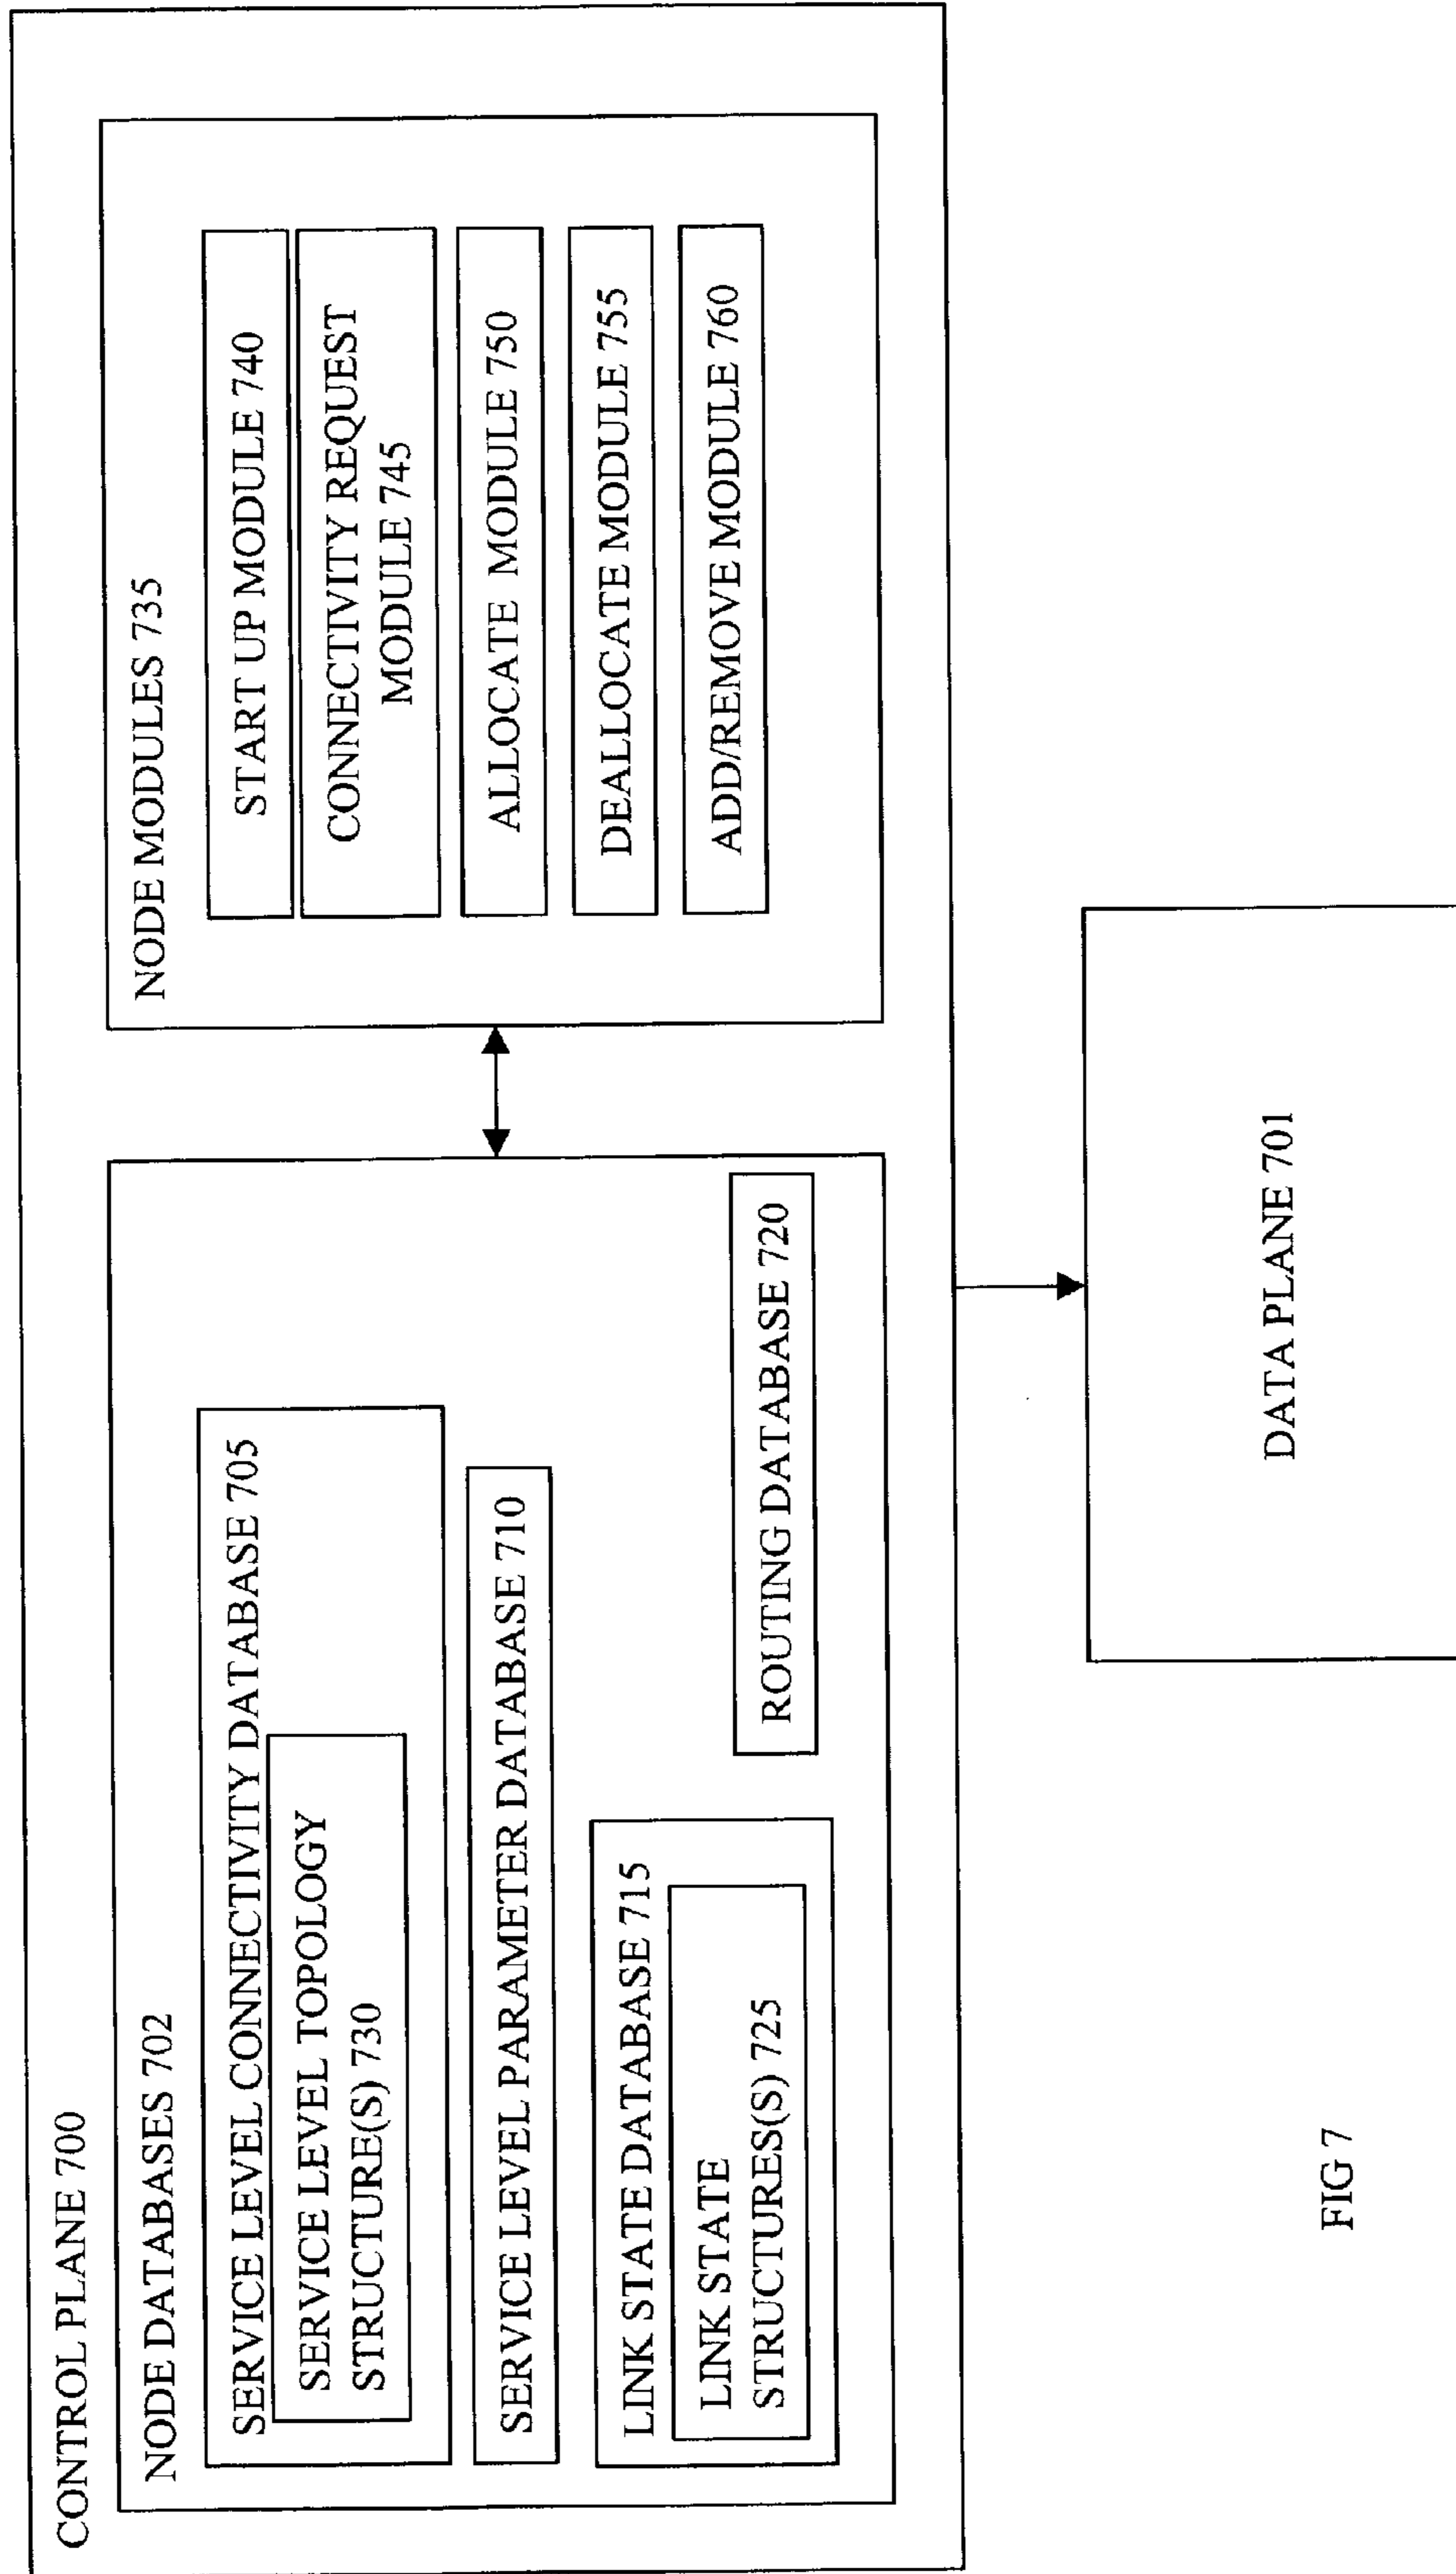 CONTROL PLANE 700
NODE DATABASES 702
SERVICE LEVEL CONNECTIVITY DATABASE 705
SERVICE LEVEL TOPOLOGY
STRUCTURE(S) 730
SERVICE LEVEL PARAMETER DATABASE 710
LINK STATE DATABASE 715
LINK STATE
STRUCTURES(S) 725
ROUTING DATABASE 720
NODE MODULES 735
START UP MODULE 740
CONNECTIVITY REQUEST
MODULE 745
ALLOCATE MODULE 750
DEALLOCATE MODULE 755
ADD/REMOVE MODULE 760
DATA PLANE 701
FIG 7